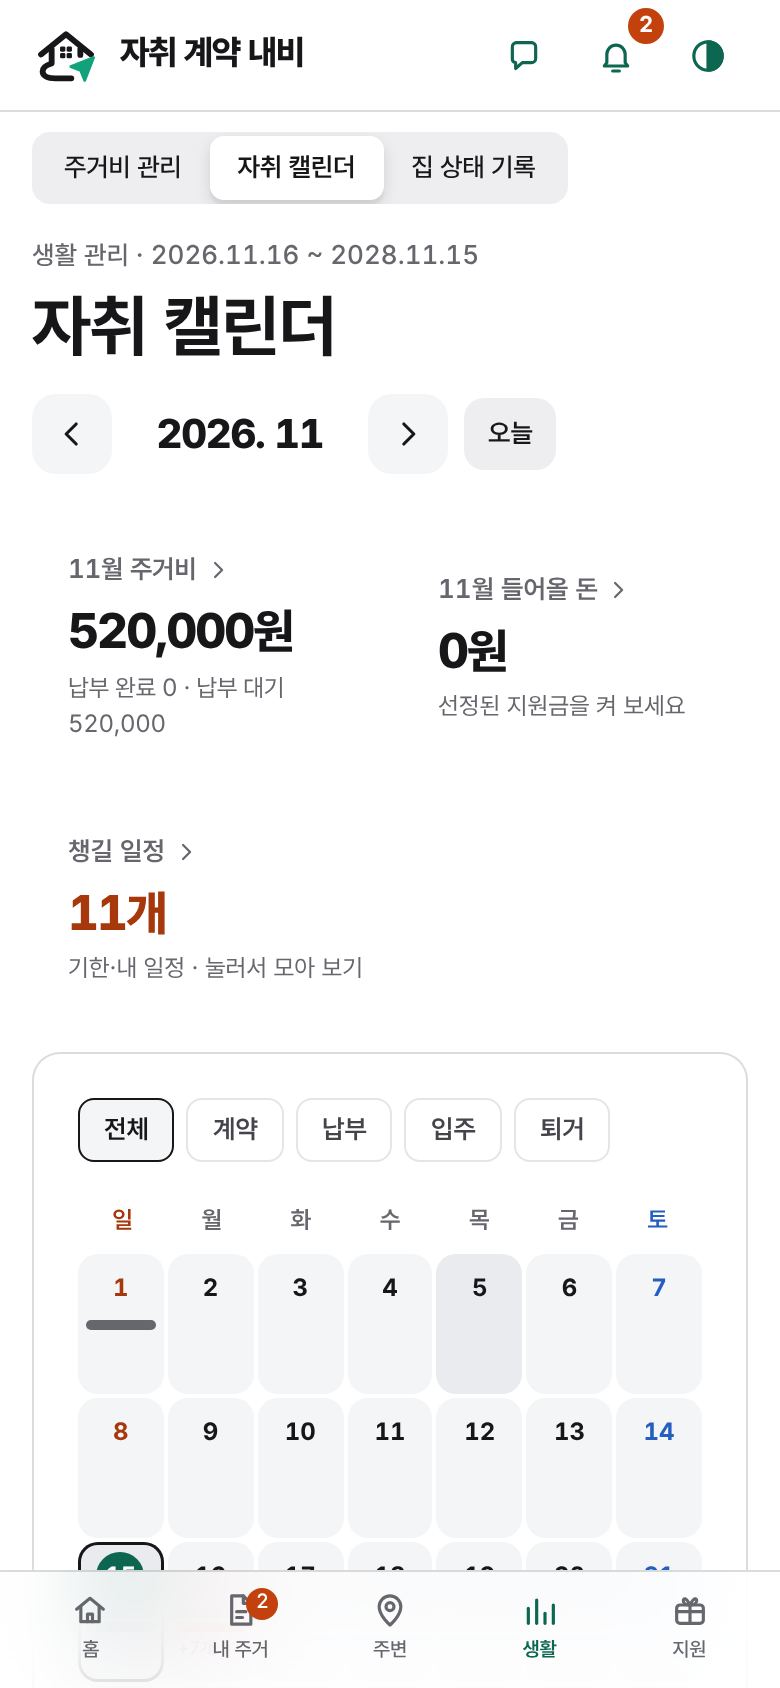 자취 계약 내비
2
주거비 관리 자취 캘린더 집 상태 기록
생활 관리 · 2026.11.16 ~ 2028.11.15
자취 캘린더
2026. 11 오늘
11월 주거비
520,000원
납부 완료 0 · 납부 대기
520,000
11월 들어올 돈
0원
선정된 지원금을 켜 보세요
챙길 일정
11개
기한·내 일정 · 눌러서 모아 보기
전체 계약 납부 입주 퇴거
일 월 화 수 목 금 토
1 2 3 4 5 6 7
8 9 10 11 12 13 14
2
홈 내 주거 주변 생활 지원